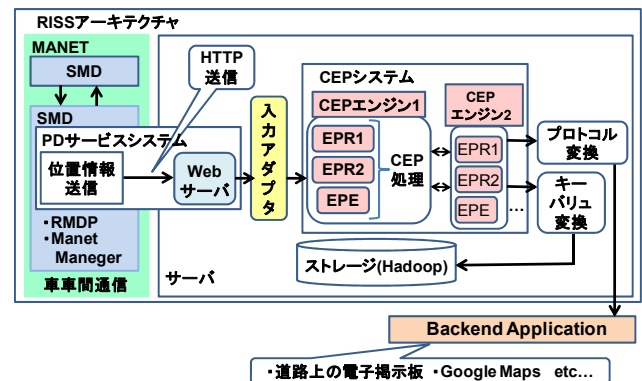 RISSアーキテクチャ
MANET
SMD
HTTP
送信
SMD
PDサービスシステム
位置情報
送信
Web
サーバ
・RMDP
・Manet
Maneger
車車間通信
サーバ
入力アダプタ
CEPシステム
CEPエンジン1
EPR1
EPR2
EPE
CEP
処理
CEP
エンジン2
EPR1
EPR2
EPE
…
プロトコル
変換
キー
バリュ
変換
ストレージ(Hadoop)
Backend Application
・道路上の電子掲示板 ・Google Maps etc…